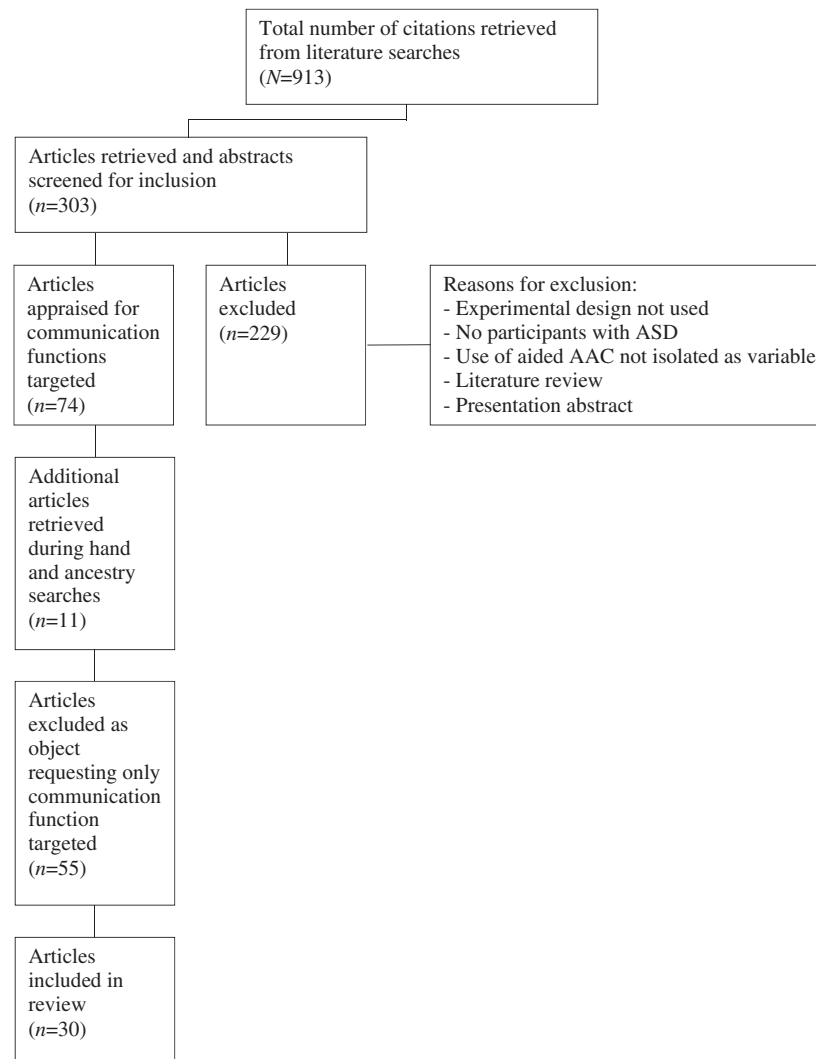 Total number of citations retrieved
from literature searches
(N=913)
Articles retrieved and abstracts
screened for inclusion
(n=303)
Articles
appraised for
communication
functions
targeted
(n=74)
Articles
excluded
(n=229)
Reasons for exclusion:
- Experimental design not used
- No participants with ASD
- Use of aided AAC not isolated as variable
- Literature review
- Presentation abstract
Additional
articles
retrieved
during hand
and ancestry
searches
(n=11)
Articles
excluded as
object
requesting only
communication
function
targeted
(n=55)
Articles
included in
review
(n=30)